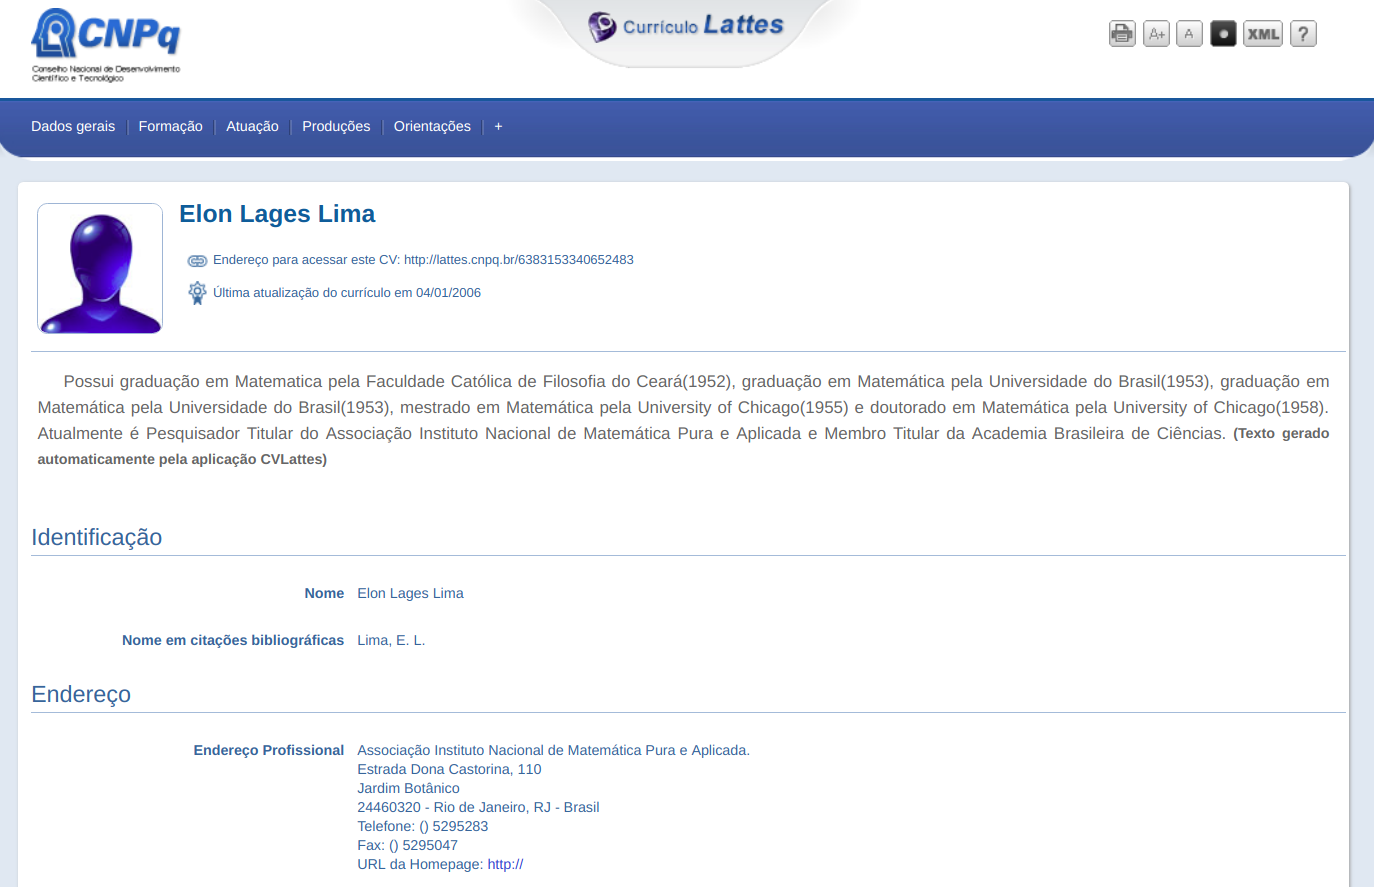 CNPq
Conselho Nacional de Desenvolvimento
Científico e Tecnológico
Currículo Lattes
A+ A XML ?
Dados gerais | Formação | Atuação | Produções | Orientações | +
Elon Lages Lima
Endereço para acessar este CV: http://lattes.cnpq.br/6383153340652483
Última atualização do currículo em 04/01/2006
Possui graduação em Matematica pela Faculdade Católica de Filosofia do Ceará(1952), graduação em Matemática pela Universidade do Brasil(1953), graduação em
Matemática pela Universidade do Brasil(1953), mestrado em Matemática pela University of Chicago(1955) e doutorado em Matemática pela University of Chicago(1958).
Atualmente é Pesquisador Titular do Associação Instituto Nacional de Matemática Pura e Aplicada e Membro Titular da Academia Brasileira de Ciências. (Texto gerado
automaticamente pela aplicação CVLattes)
Identificação
Nome Elon Lages Lima
Nome em citações bibliográficas Lima, E. L.
Endereço
Endereço Profissional Associação Instituto Nacional de Matemática Pura e Aplicada.
Estrada Dona Castorina, 110
Jardim Botânico
24460320 - Rio de Janeiro, RJ - Brasil
Telefone: () 5295283
Fax: () 5295047
URL da Homepage: http://